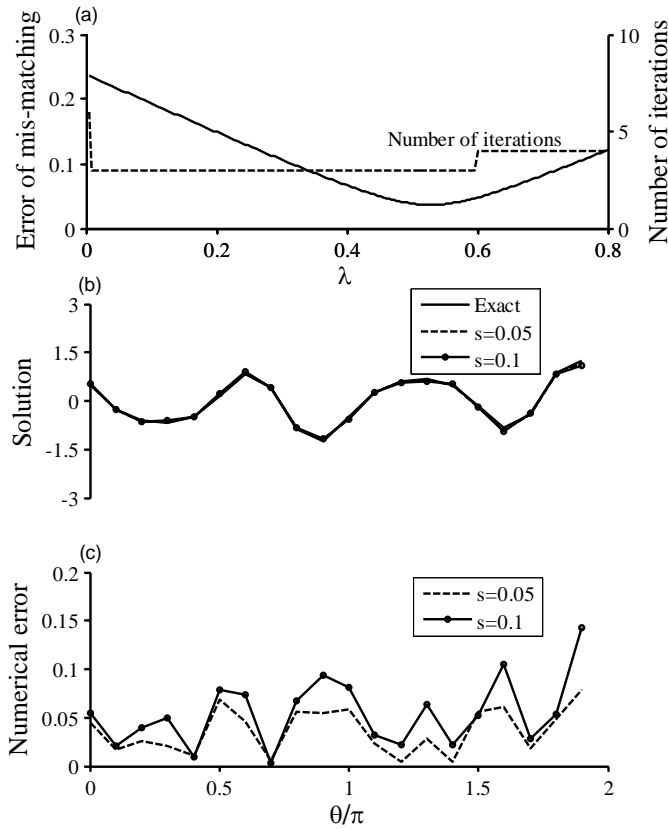 (a)
Error of mis-matching
0.3
0.2
0.1
0
10
5
0
Number of iterations
Number of iterrations
0
0.2
0.4
0.6
0.8
λ
(b)
Solution
3
1.5
0
-1.5
-3
Exact
s=0.05
s=0.1
(c)
Numerical error
0.2
0.15
0.1
0.05
0
s=0.05
s=0.1
0
0.5
1
1.5
2
θ/π